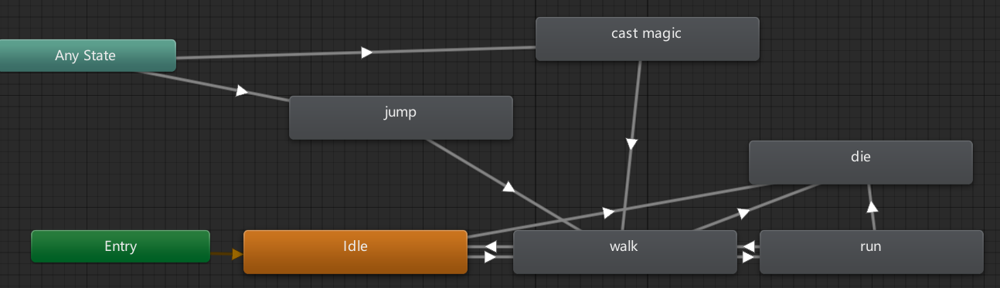 cast magic
Any State
jump
die
Entry
Idle
walk
run